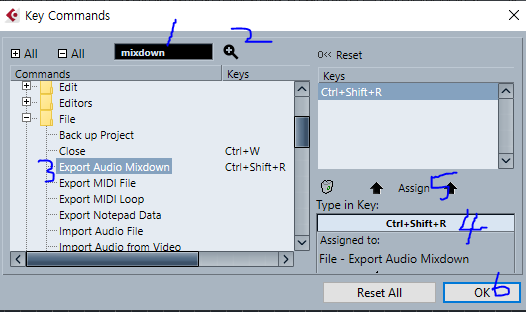 Key Commands
1
2
All
All
mixdown
Reset
Commands
Keys
Edit
Editors
File
Back up Project
Close
Ctrl+W
3
Export Audio Mixdown
Ctrl+Shift+R
Export MIDI File
Export MIDI Loop
Export Notepad Data
Import Audio File
Import Audio from Video
Keys
Ctrl+Shift+R
Assign
5
Type in Key:
Ctrl+Shift+R
4
Assigned to:
File - Export Audio Mixdown
Reset All
OK
6